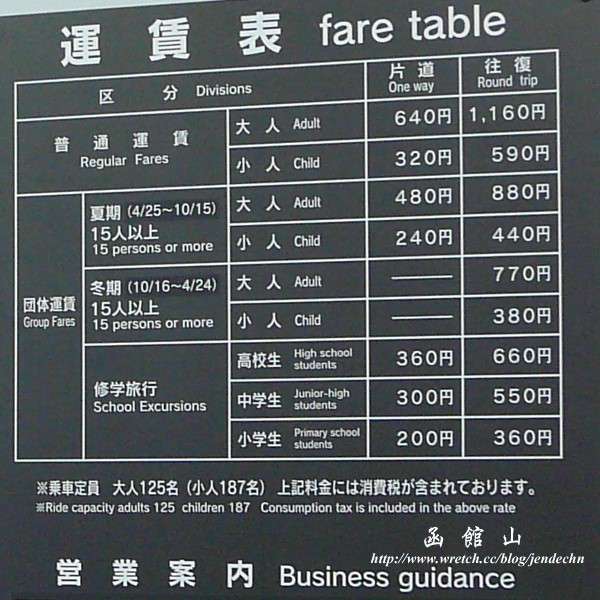 運賃表 fare table
区分 Divisions 片道 One way 往復 Round trip
普通運賃 Regular Fares 大人 Adult 640円 1,160円
小人 Child 320円 590円
団体運賃 Group Fares
夏期 (4/25~10/15) 大人 Adult 480円 880円
15人以上
15 persons or more 小人 Child 240円 440円
冬期 (10/16~4/24) 大人 Adult —— 770円
15人以上
15 persons or more 小人 Child —— 380円
修学旅行 School Excursions
高校生 High school students 360円 660円
中学生 Junior-high students 300円 550円
小学生 Primary school students 200円 360円
※乗車定員 大人125名(小人187名) 上記料金には消費税が含まれております。
※Ride capacity adults 125 children 187 Consumption tax is included in the above rate
函館山
http://www.wretch.cc/blog/jendechn
営業案内 Business guidance